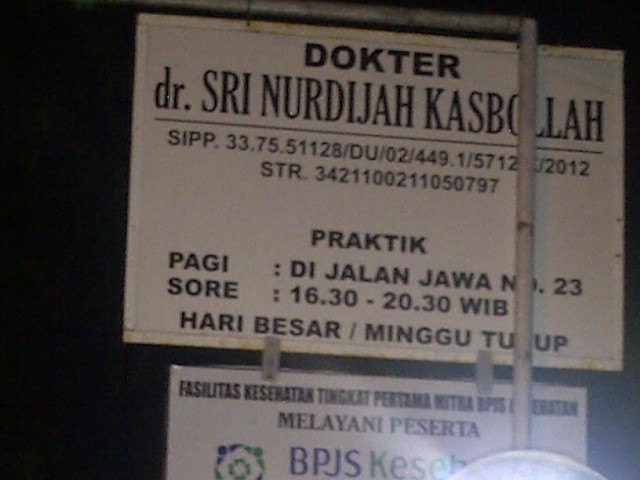 DOKTER
dr. SRI NURDIJAH KASBOLLAH
SIPP. 33.75.51128/DU/02/449.1/5712
STR. 3421100211050797
PRAKTIK
PAGI : DI JALAN JAWA NO. 23
SORE : 16.30 - 20.30 WIB
HARI BESAR / MINGGU TUTUP
FASILITAS KESEHATAN TINGKAT PERTAMA MITRA BPJS KESEHATAN
MELAYANI PESERTA
BPJS